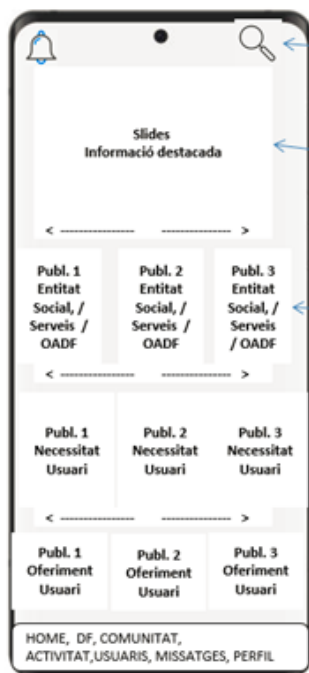 Slides
Informació destacada
< ---------------- ---------------- >
Publ. 1 Publ. 2 Publ. 3
Entitat Entitat Entitat
Social, / Social, / Social, /
Serveis / Serveis / Serveis
OADF OADF / OADF
< ---------------- ---------------- >
Publ. 1 Publ. 2 Publ. 3
Necessitat Necessitat Necessitat
Usuari Usuari Usuari
< ---------------- ---------------- >
Publ. 1 Publ. 2 Publ. 3
Oferiment Oferiment Oferiment
Usuari Usuari Usuari
HOME, DF, COMUNITAT,
ACTIVITAT,USUARIS, MISSATGES, PERFIL